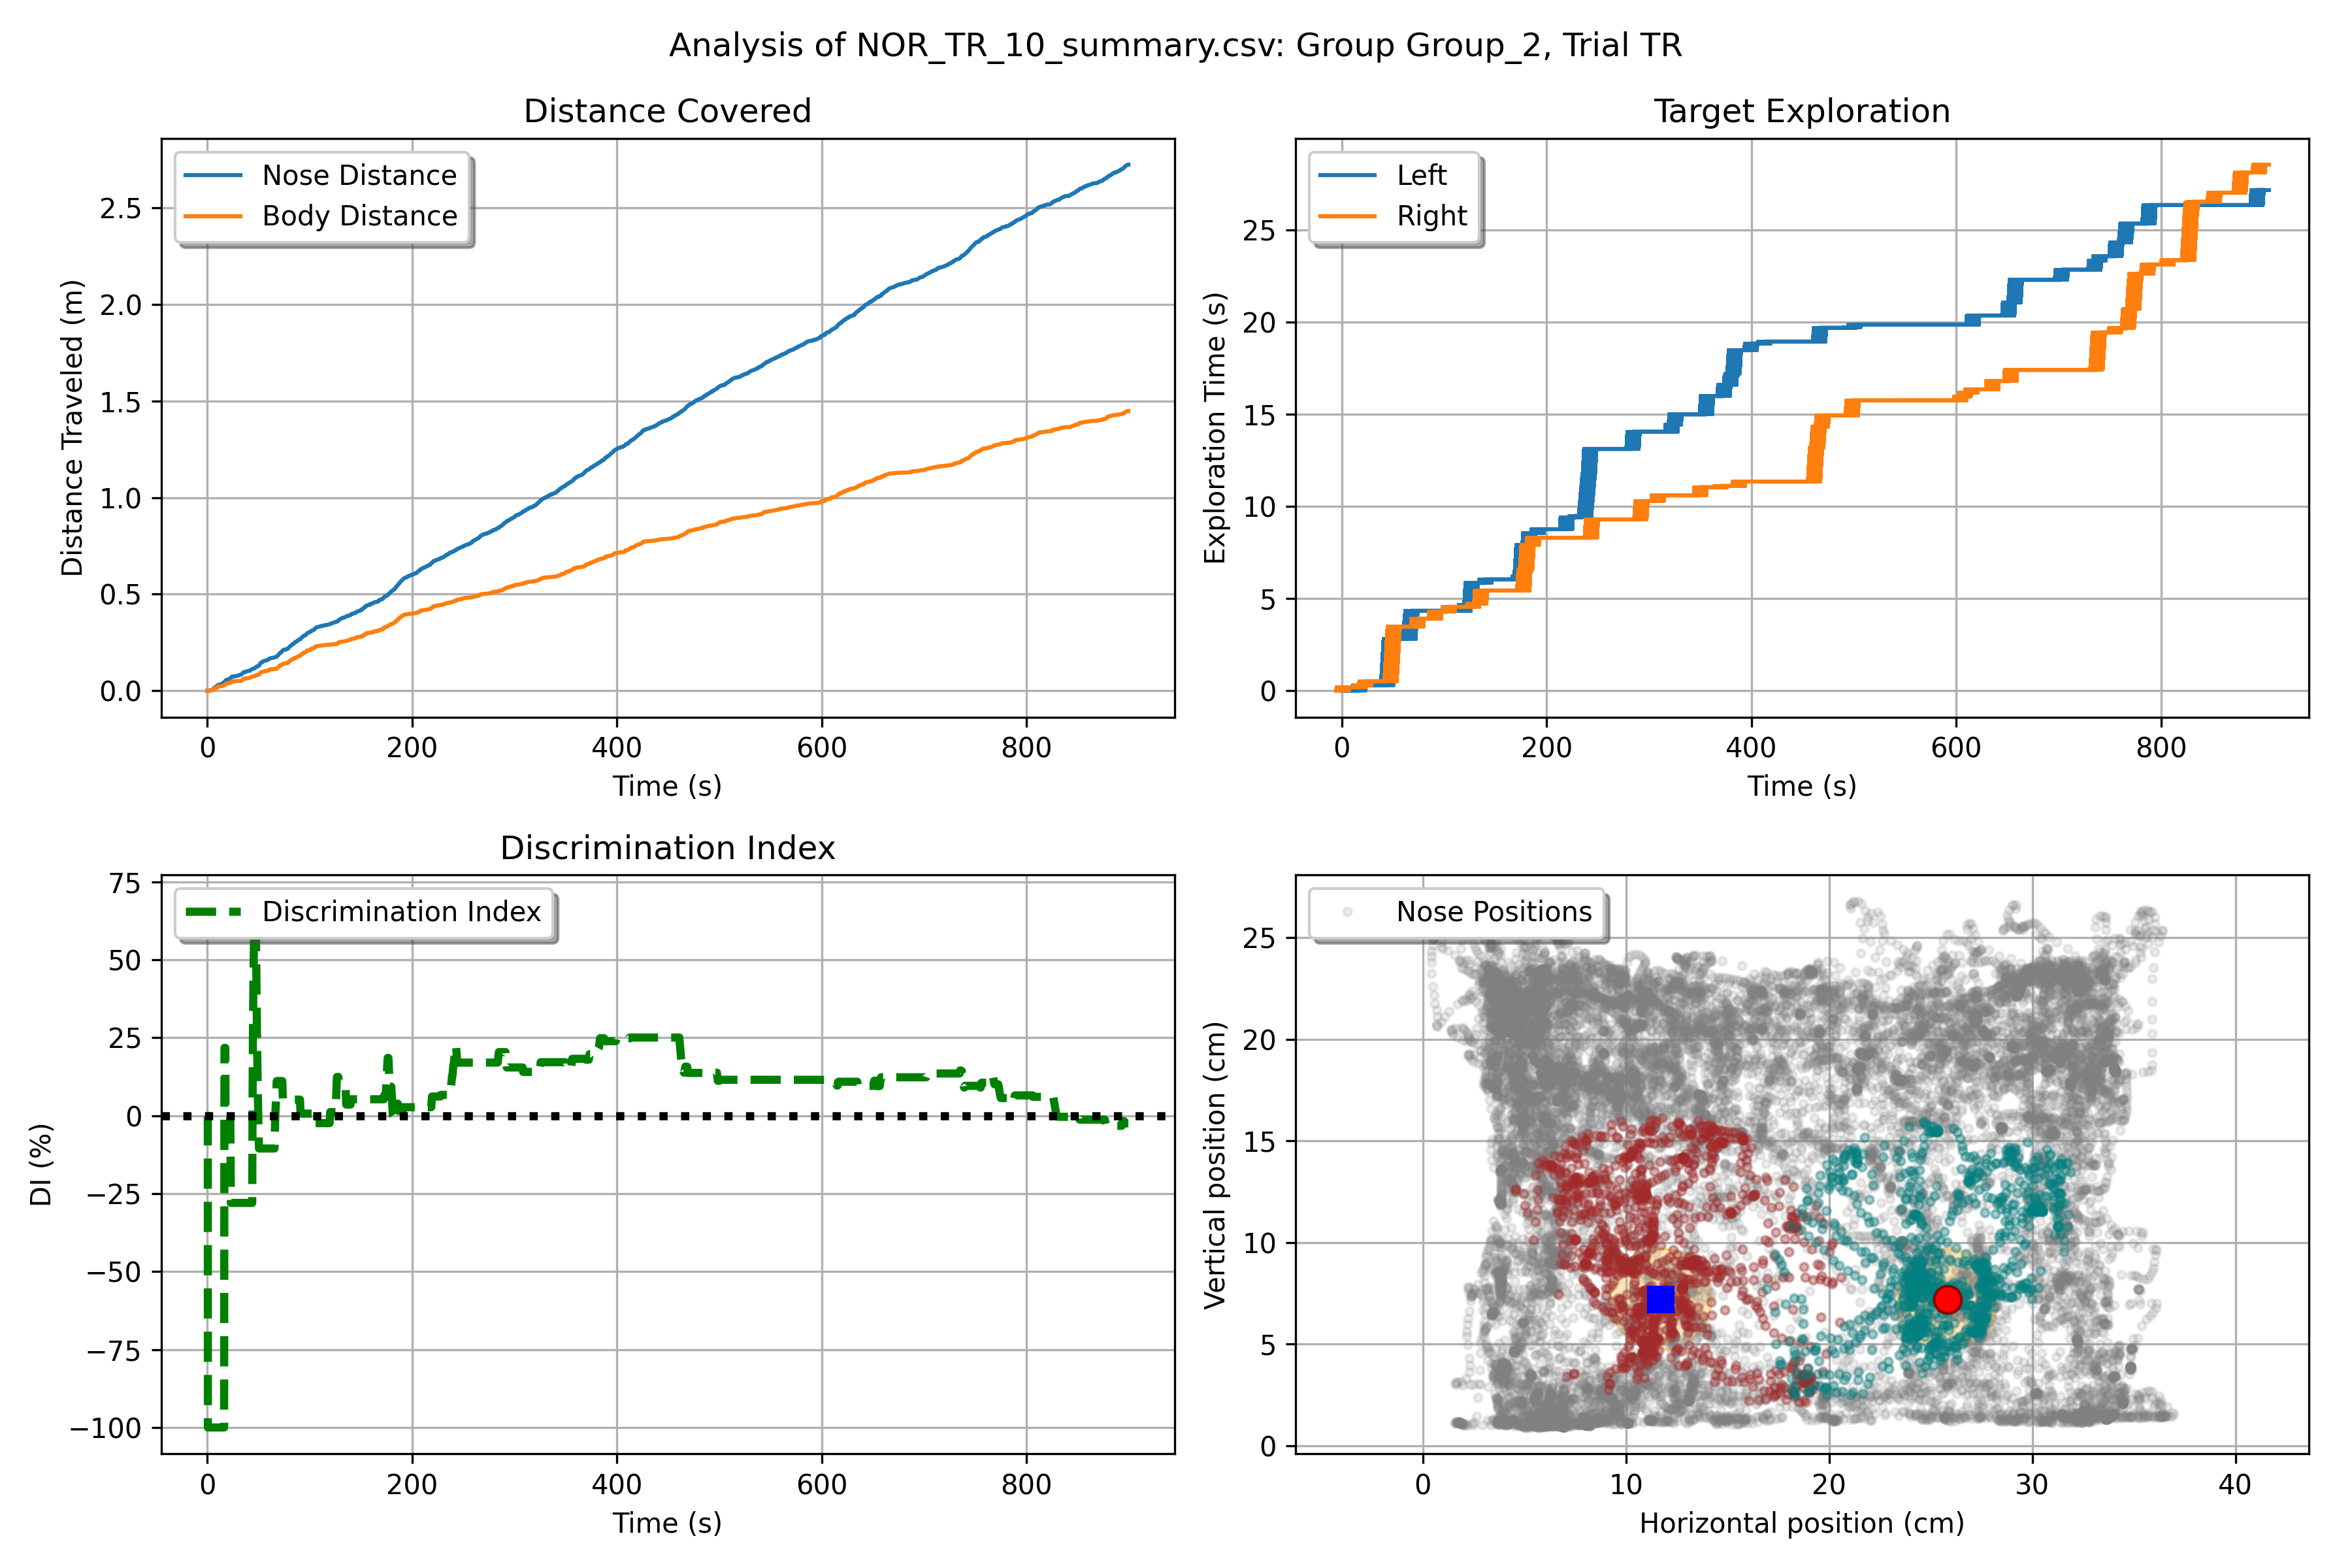 Analysis of NOR_TR_10_summary.csv: Group Group_2, Trial TR
Distance Covered
Nose Distance
Body Distance
Distance Traveled (m)
2.5
2.0
1.5
1.0
0.5
0.0
0 200 400 600 800
Time (s)
Target Exploration
Left
Right
Exploration Time (s)
25
20
15
10
5
0
0 200 400 600 800
Time (s)
Discrimination Index
Discrimination Index
DI (%)
75
50
25
0
−25
−50
−75
−100
0 200 400 600 800
Time (s)
Nose Positions
Vertical position (cm)
25
20
15
10
5
0
0 10 20 30 40
Horizontal position (cm)